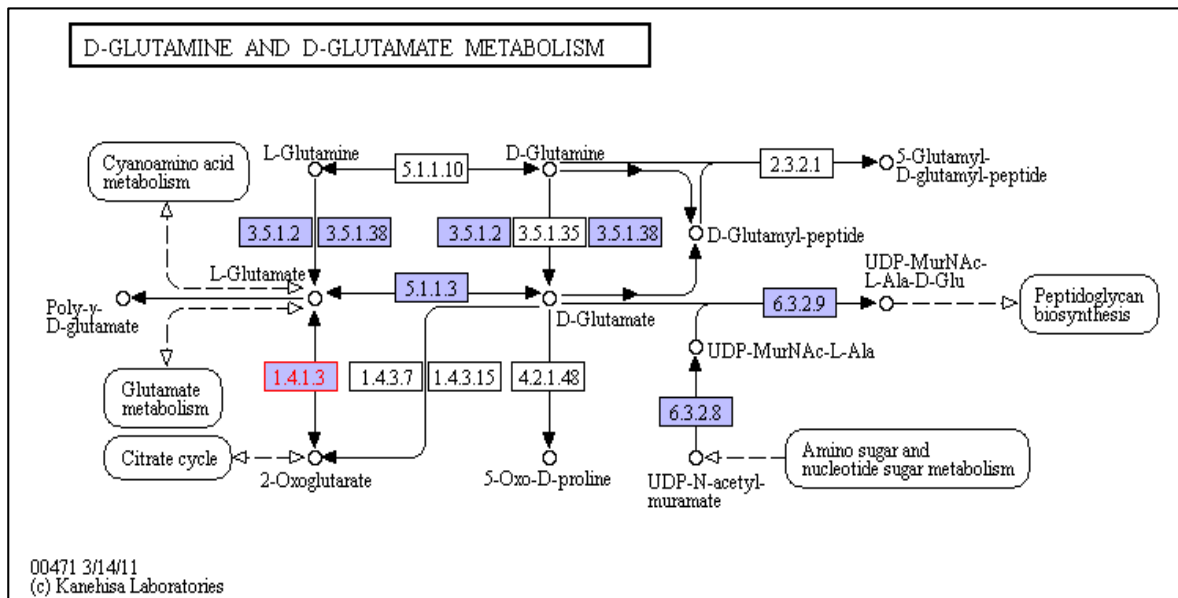 D-GLUTAMINE AND D-GLUTAMATE METABOLISM
Cyanoamino acid
metabolism
L-Glutamine
5.1.1.10
D-Glutamine
2.3.2.1
5-Glutamyl-
D-glutamyl-peptide
3.5.1.2
3.5.1.38
3.5.1.2
3.5.1.35
3.5.1.38
D-Glutamyl-peptide
L-Glutamate
5.1.1.3
D-Glutamate
UDP-MurNAc-
L-Ala-D-Glu
6.3.2.9
Peptidoglycan
biosynthesis
Poly-γ-
D-glutamate
UDP-MurNAc-L-Ala
Glutamate
metabolism
1.4.1.3
1.4.3.7
1.4.3.15
4.2.1.48
6.3.2.8
Citrate cycle
2-Oxoglutarate
5-Oxo-D-proline
UDP-N-acetyl-
muramate
Amino sugar and
nucleotide sugar metabolism
00471 3/14/11
(c) Kanehisa Laboratories